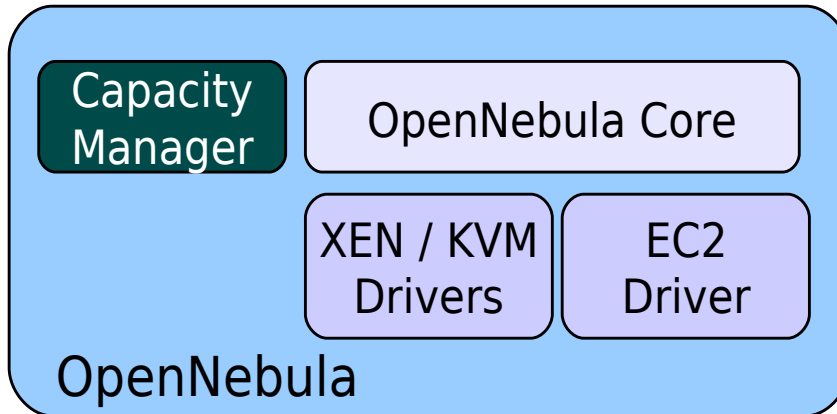 Capacity
Manager
OpenNebula Core
XEN / KVM
Drivers
EC2
Driver
OpenNebula